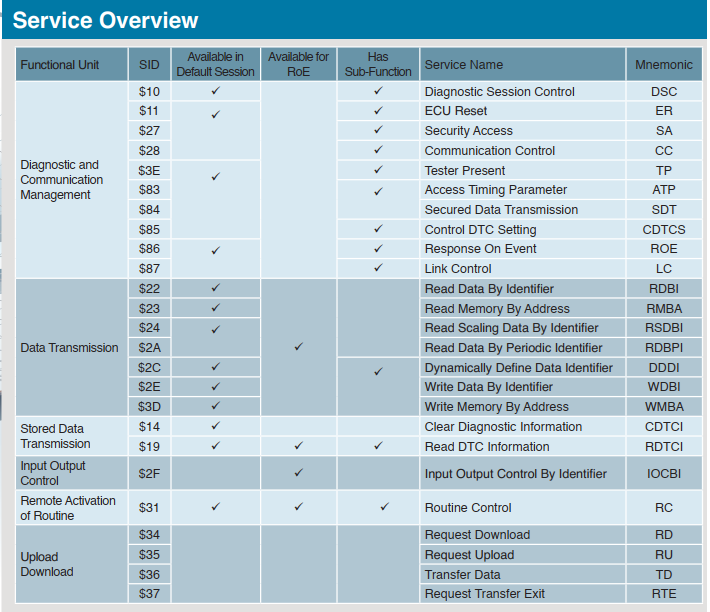 Service Overview
Functional Unit SID Available in Default Session Available for RoE Has Sub-Function Service Name Mnemonic
Diagnostic and Communication Management
$10 ✓ ✓ Diagnostic Session Control DSC
$11 ✓ ✓ ECU Reset ER
$27 ✓ Security Access SA
$28 ✓ Communication Control CC
$3E ✓ ✓ Tester Present TP
$83 ✓ Access Timing Parameter ATP
$84 Secured Data Transmission SDT
$85 ✓ Control DTC Setting CDTCS
$86 ✓ ✓ Response On Event ROE
$87 ✓ Link Control LC
Data Transmission
$22 ✓ Read Data By Identifier RDBI
$23 ✓ Read Memory By Address RMBA
$24 ✓ Read Scaling Data By Identifier RSDBI
$2A ✓ Read Data By Periodic Identifier RDBPI
$2C ✓ ✓ Dynamically Define Data Identifier DDDI
$2E ✓ Write Data By Identifier WDBI
$3D ✓ Write Memory By Address WMBA
Stored Data Transmission
$14 ✓ Clear Diagnostic Information CDTCI
$19 ✓ ✓ ✓ Read DTC Information RDTCI
Input Output Control
$2F ✓ Input Output Control By Identifier IOCBI
Remote Activation of Routine
$31 ✓ ✓ ✓ Routine Control RC
Upload Download
$34 Request Download RD
$35 Request Upload RU
$36 Transfer Data TD
$37 Request Transfer Exit RTE